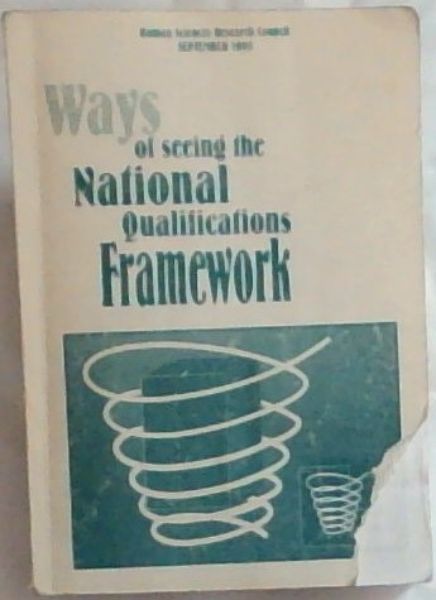 Human Sciences Research Council
SEPTEMBER 1995
Ways
of seeing the
National
Qualifications
Framework